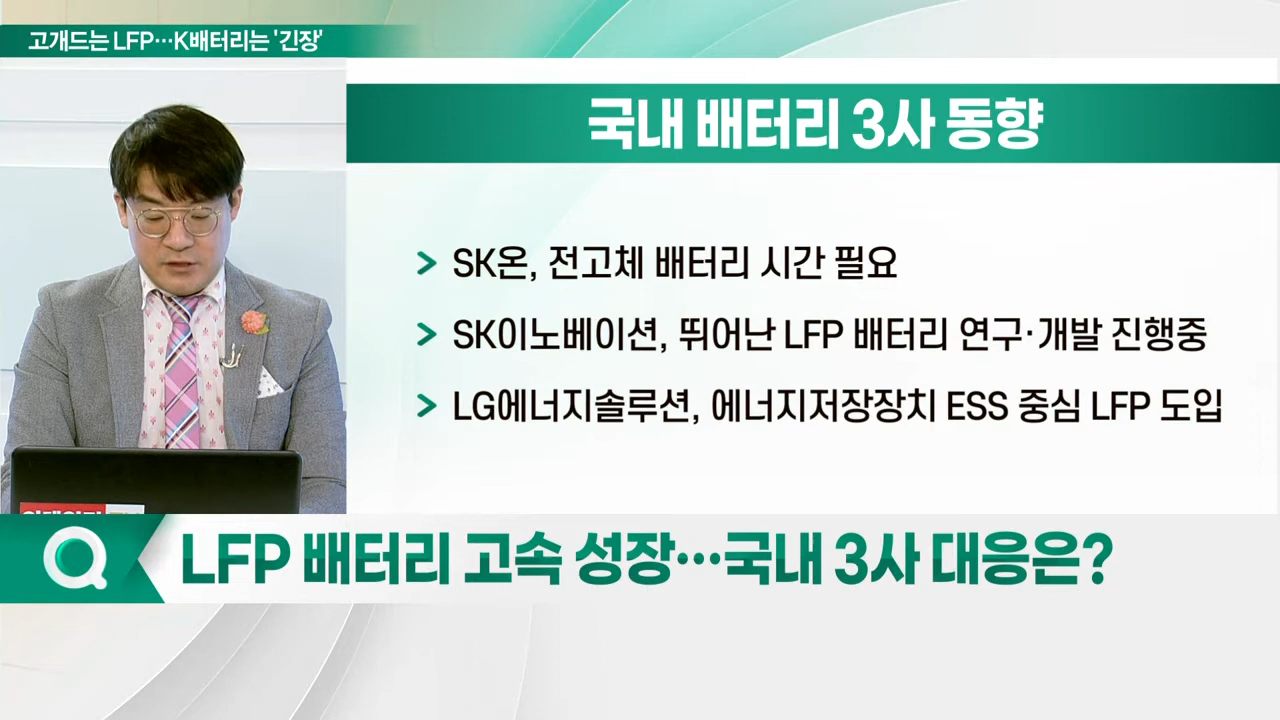 고개드는 LFP…K배터리는 '긴장'
국내 배터리 3사 동향
> SK온, 전고체 배터리 시간 필요
> SK이노베이션, 뛰어난 LFP 배터리 연구·개발 진행중
> LG에너지솔루션, 에너지저장장치 ESS 중심 LFP 도입
LFP 배터리 고속 성장…국내 3사 대응은?